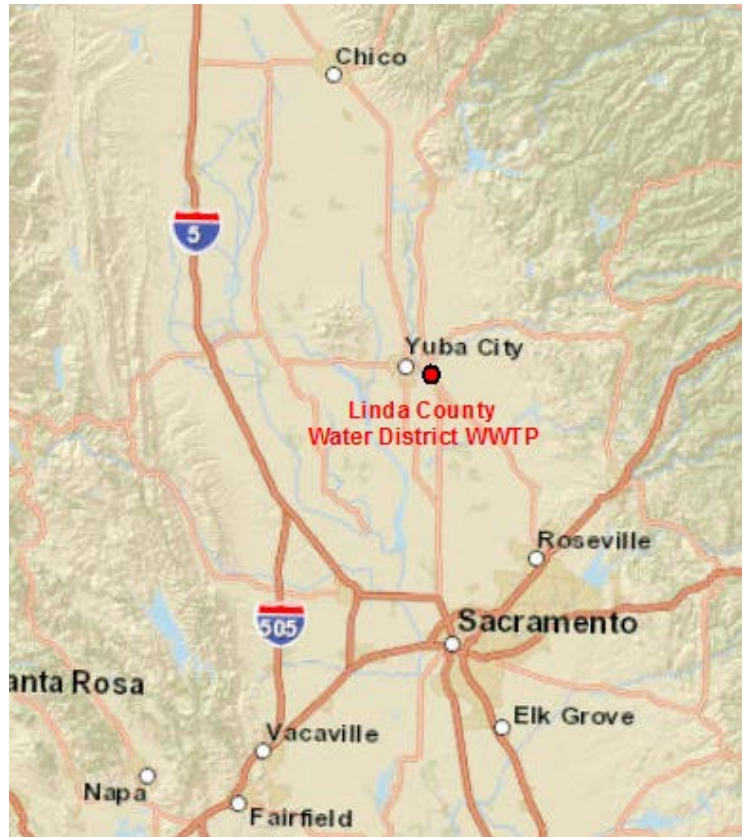 Chico
5
Yuba City
Linda County
Water District WWTP
Roseville
505
Sacramento
anta Rosa
Elk Grove
Vacaville
Napa
Fairfield